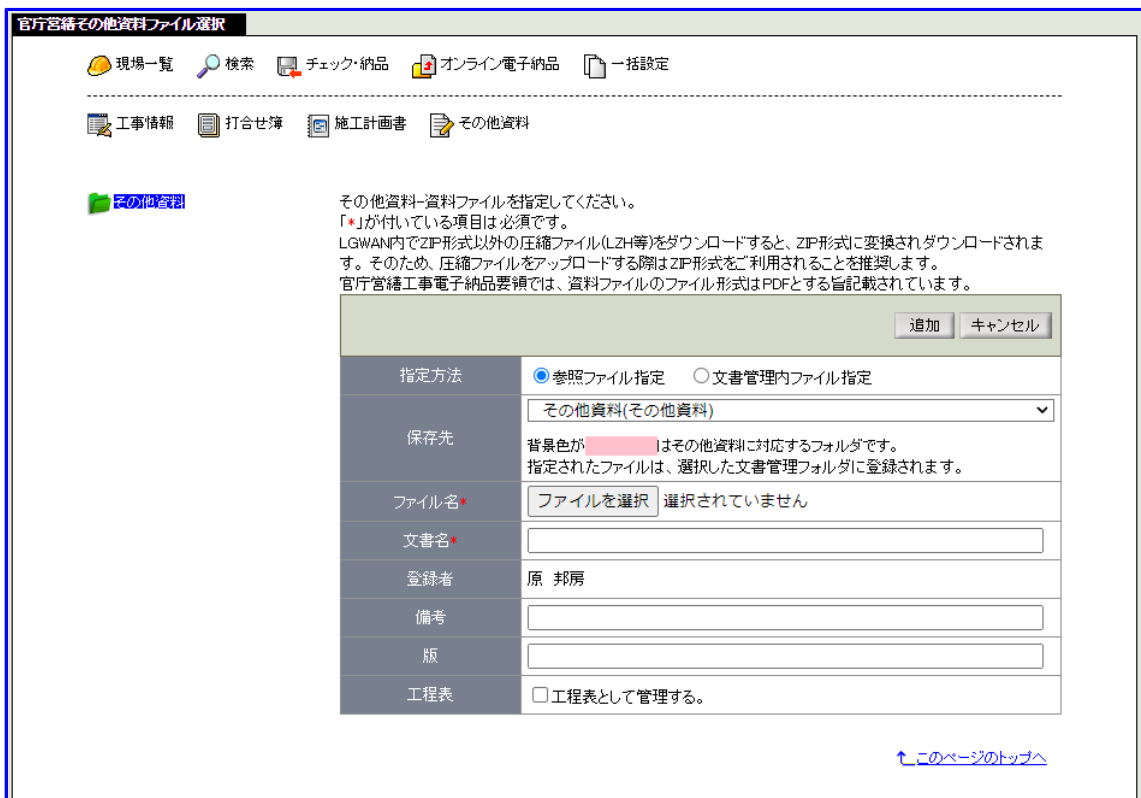 官庁営繕その他資料ファイル選択
現場一覧 検索 チェック・納品 オンライン電子納品 一括設定
工事情報 打合せ簿 施工計画書 その他資料
その他資料
その他資料-資料ファイルを指定してください。
「*」が付いている項目は必須です。
LGWAN内でZIP形式以外の圧縮ファイル(LZH等)をダウンロードすると、ZIP形式に変換されダウンロードされま
す。そのため、圧縮ファイルをアップロードする際はZIP形式をご利用されることを推奨します。
官庁営繕工事電子納品要領では、資料ファイルのファイル形式はPDFとする旨記載されています。
追加 キャンセル
指定方法 参照ファイル指定 文書管理内ファイル指定
保存先 その他資料(その他資料)
背景色が はその他資料に対応するフォルダです。
指定されたファイルは、選択した文書管理フォルダに登録されます。
ファイル名* ファイルを選択 選択されていません
文書名*
登録者 原 邦房
備考
版
工程表 工程表として管理する。
このページのトップへ